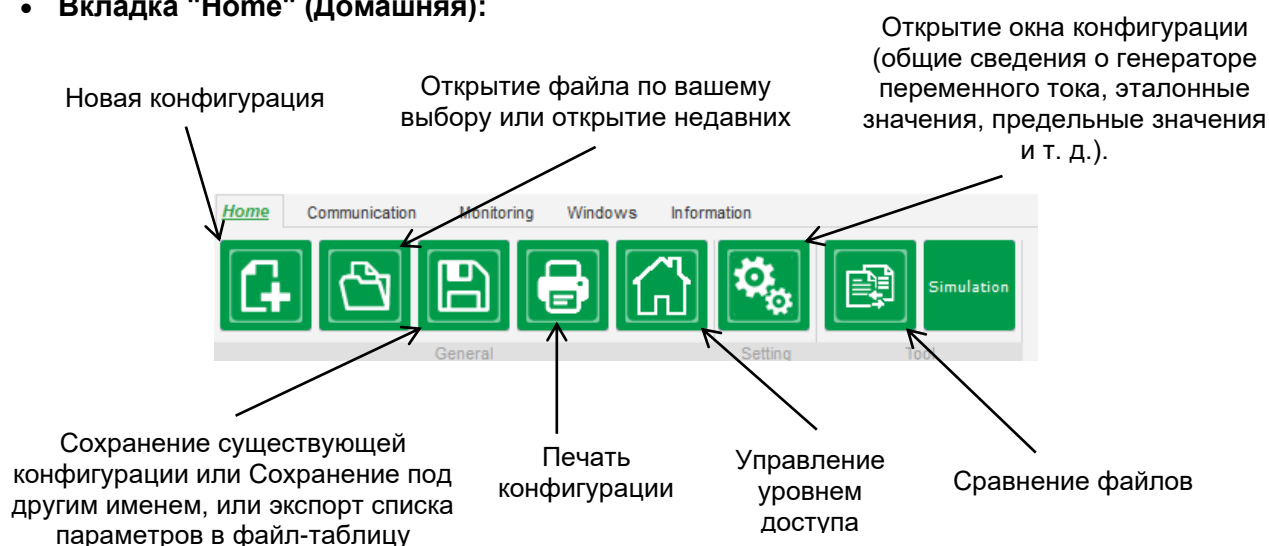 • Вкладка "Home" (Домашняя):
Открытие окна конфигурации
(общие сведения о генераторе
переменного тока, эталонные
значения, предельные значения
и т. д.).
Открытие файла по вашему
выбору или открытие недавних
Новая конфигурация
Home Communication Monitoring Windows Information
Simulation
General Setting Tool
Сохранение существующей
конфигурации или Сохранение под
другим именем, или экспорт списка
параметров в файл-таблицу
Печать
конфигурации
Управление
уровнем
доступа
Сравнение файлов